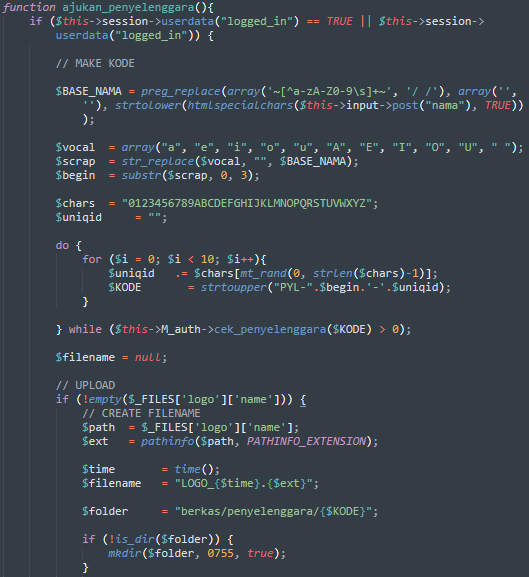 function ajukan_penyelenggara(){
if ($this->session->userdata("logged_in") == TRUE || $this->session->
userdata("logged_in")) {
// MAKE KODE
$BASE_NAMA = preg_replace(array('~[^a-zA-Z0-9\s]+~', '/ /'), array('',
''), strtolower(htmlspecialchars($this->input->post("nama"), TRUE))
);
$vocal = array("a", "e", "i", "o", "u", "A", "E", "I", "O", "U", " ");
$scrap = str_replace($vocal, "", $BASE_NAMA);
$begin = substr($scrap, 0, 3);
$chars = "0123456789ABCDEFGHIJKLMNOPQRSTUVWXYZ";
$uniqid = "";
do {
for ($i = 0; $i < 10; $i++){
$uniqid .= $chars[mt_rand(0, strlen($chars)-1)];
$KODE = strtoupper("PYL-".$begin.'-'.$uniqid);
}
} while ($this->M_auth->cek_penyelenggara($KODE) > 0);
$filename = null;
// UPLOAD
if (!empty($_FILES['logo']['name'])) {
// CREATE FILENAME
$path = $_FILES['logo']['name'];
$ext = pathinfo($path, PATHINFO_EXTENSION);
$time = time();
$filename = "LOGO_{$time}.{$ext}";
$folder = "berkas/penyelenggara/{$KODE}";
if (!is_dir($folder)) {
mkdir($folder, 0755, true);
}